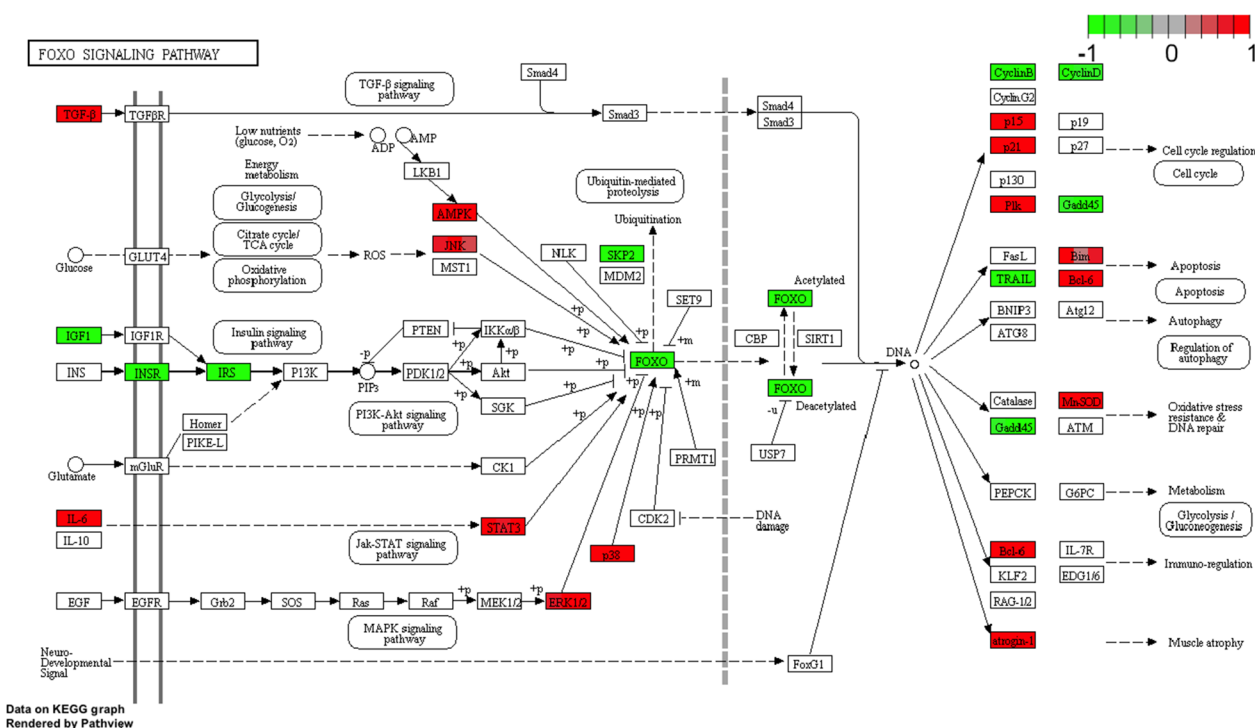 FOXO SIGNALING PATHWAY
-1 0 1
TGF-β signaling
pathway
Smad4
CyclinB CyclinD
CyclinG2
TGF-β TGFβR Smad3 Smad4
Smad3
p15 p19
p21 p27
Cell cycle regulation
Cell cycle
p130
Plk Gadd45
Low nutrients
(glucose, O2)
ADP AMP
LKB1
Energy
metabolism
Glycolysis/
Glucogenesis
Citrate cycle/
TCA cycle
Oxidative
phosphorylation
Glucose GLUT4 ROS
AMPK
JNK
MST1
Ubiquitin-mediated
proteolysis
Ubiquitination
NLK SKP2
MDM2
SET9
FasL Bim
TRAIL Bcl-6
Apoptosis
Apoptosis
BNIP3 Atg12
ATG8
Autophagy
Regulation of
autophagy
Acetylated
FOXO
CBP SIRT1
FOXO
Deacetylated
-u
USP7
DNA
IGF1 IGF1R
Insulin signaling
pathway
PTEN IKKα/β
+p +p +p +m
-p +p +p
INS INSR IRS PI3K PIP3 PDK1/2 Akt FOXO
+p +p +p +p +p +m
SGK
+p
PI3K-Akt signaling
pathway
Homer
PIKE-L
Glutamate mGluR CK1
PRMT1
Catalase MnSOD
Gadd45 ATM
Oxidative stress
resistance &
DNA repair
PEPCK G6PC
Metabolism
Glycolysis /
Gluconeogenesis
IL-6
IL-10
STAT3
Jak-STAT signaling
pathway
CDK2
DNA
damage
p38
Bcl-6 IL-7R
KLF2 EDG1/6
RAG-1/2
Immuno-regulation
EGF EGFR Grb2 SOS Ras Raf +p MEK1/2 +p ERK1/2
MAPK signaling
pathway
atrogin-1
Muscle atrophy
Neuro-
Developmental
Signal
FoxG1
Data on KEGG graph
Rendered by Pathview